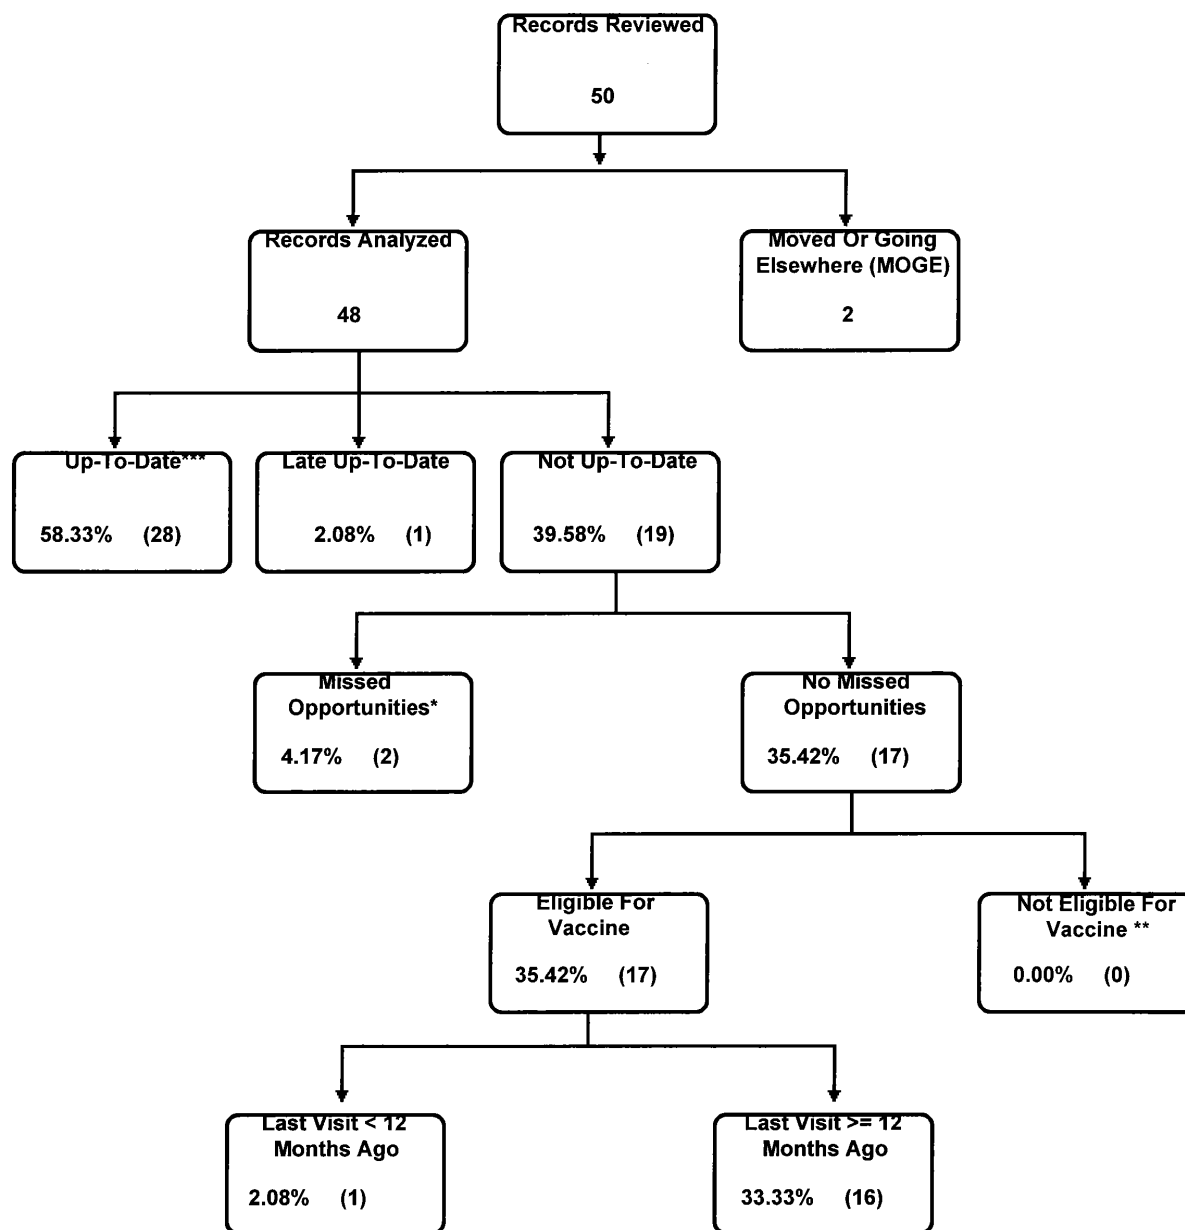 Records Reviewed
50
Records Analyzed
48
Moved Or Going
Elsewhere (MOGE)
2
Up-To-Date***
58.33% (28)
Late Up-To-Date
2.08% (1)
Not Up-To-Date
39.58% (19)
Missed
Opportunities*
4.17% (2)
No Missed
Opportunities
35.42% (17)
Eligible For
Vaccine
35.42% (17)
Not Eligible For
Vaccine **
0.00% (0)
Last Visit < 12
Months Ago
2.08% (1)
Last Visit >= 12
Months Ago
33.33% (16)